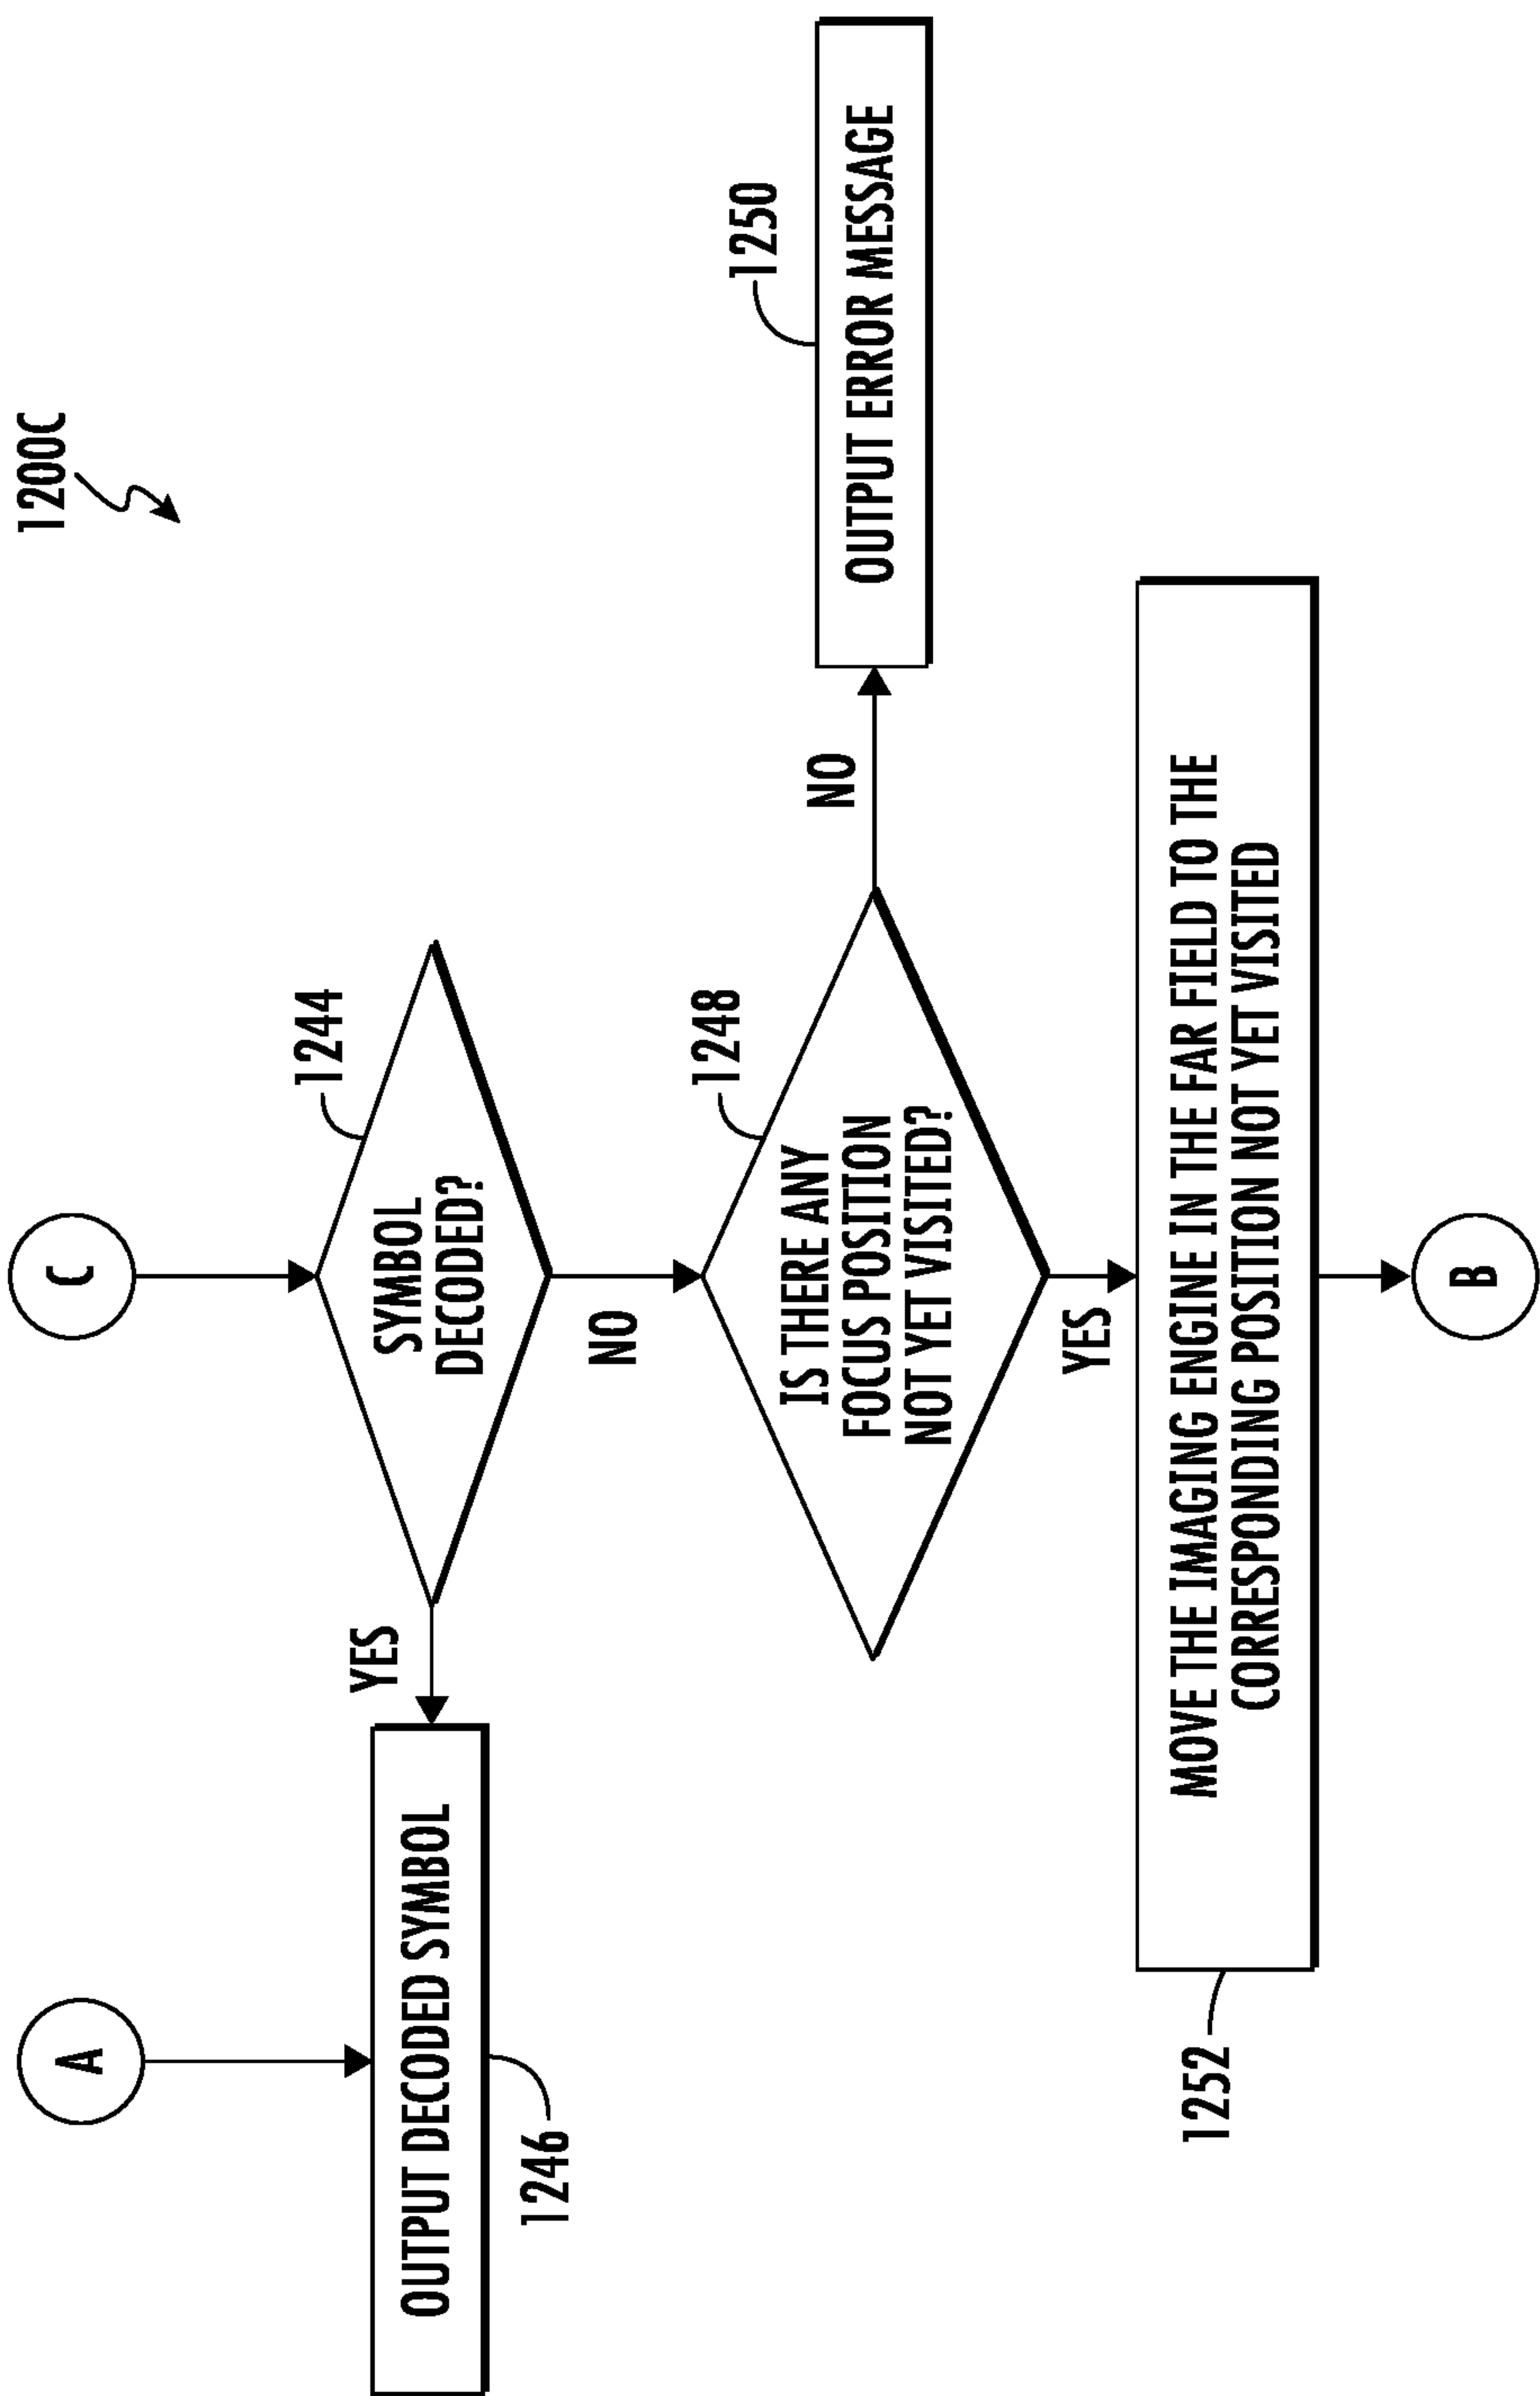 1200C
A
C
1244
SYMBOL
DECODED?
YES
OUTPUT DECODED SYMBOL
1246
NO
1248
IS THERE ANY
FOCUS POSITION
NOT YET VISITED?
NO
1250
OUTPUT ERROR MESSAGE
YES
MOVE THE IMAGING ENGINE IN THE FAR FIELD TO THE
CORRESPONDING POSITION NOT YET VISITED
1252
B